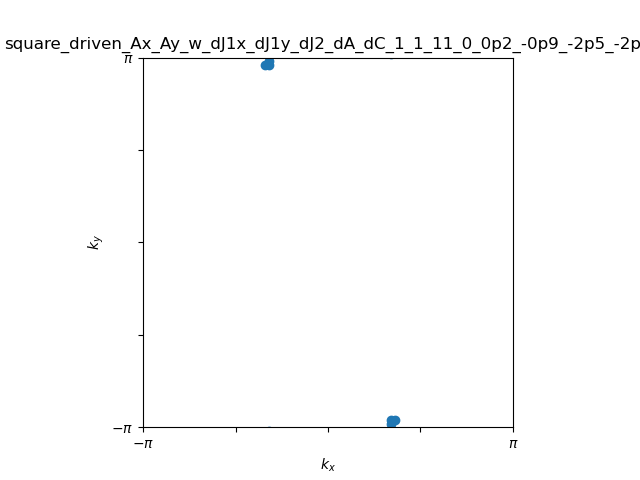 square_driven_Ax_Ay_w_dJ1x_dJ1y_dJ2_dA_dC_1_1_11_0_0p2_-0p9_-2p5_-2p
π
k_y
-π
-π π
k_x